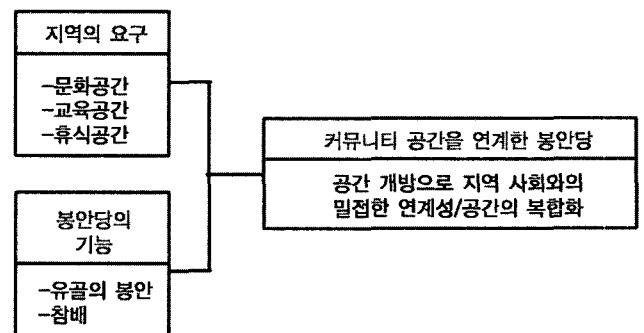 지역의 요구
-문화공간
-교육공간
-휴식공간
봉안당의
기능
-유골의 봉안
-참배
커뮤니티 공간을 연계한 봉안당
공간 개방으로 지역 사회와의
밀접한 연계성/공간의 복합화